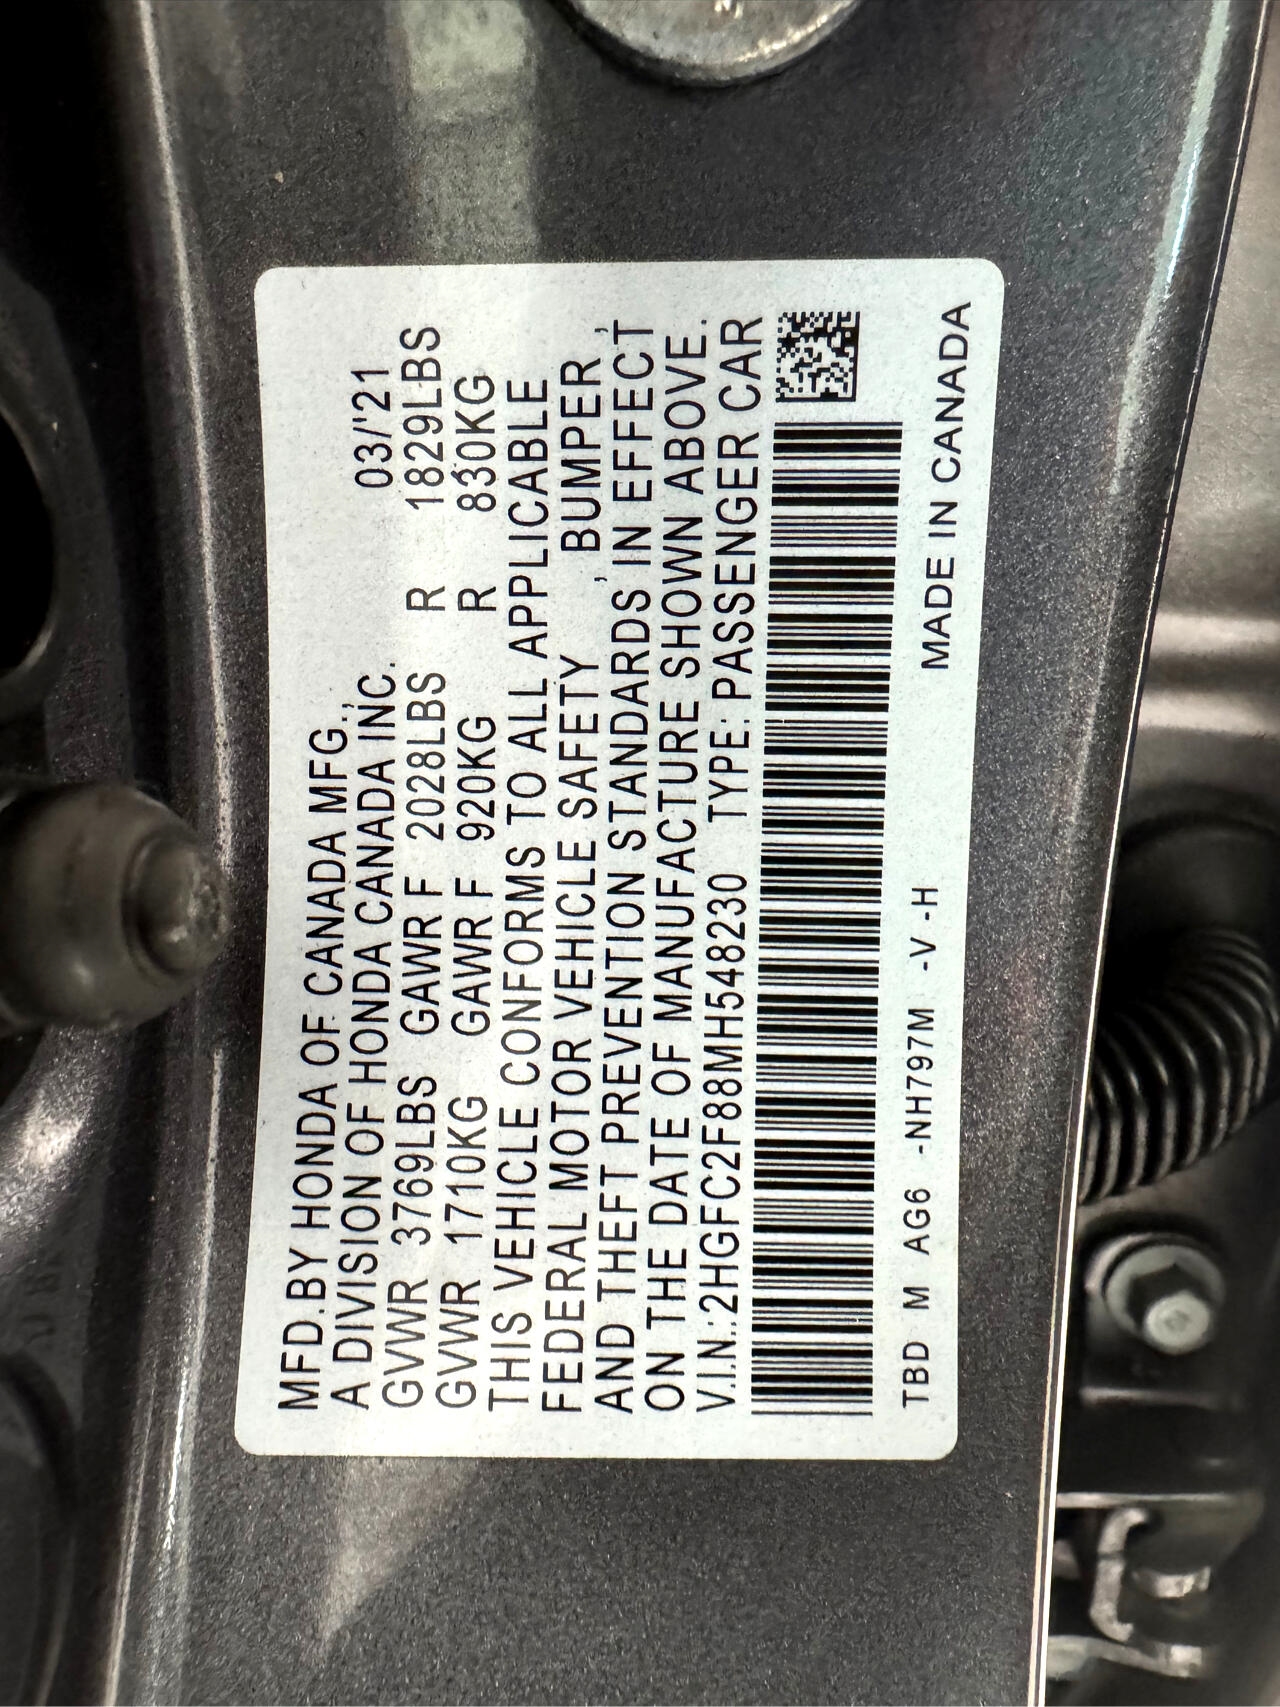 MFD.BY HONDA OF CANADA MFG.,
A DIVISION OF HONDA CANADA INC. 03/'21
GVWR 3769LBS GAWR F 2028LBS R 1829LBS
GVWR 1710KG GAWR F 920KG R 830KG
THIS VEHICLE CONFORMS TO ALL APPLICABLE
FEDERAL MOTOR VEHICLE SAFETY , BUMPER ,
AND THEFT PREVENTION STANDARDS IN EFFECT
ON THE DATE OF MANUFACTURE SHOWN ABOVE.
V.I.N.:2HGFC2F88MH548230 TYPE: PASSENGER CAR
TBD M AG6 -NH797M -V -H MADE IN CANADA